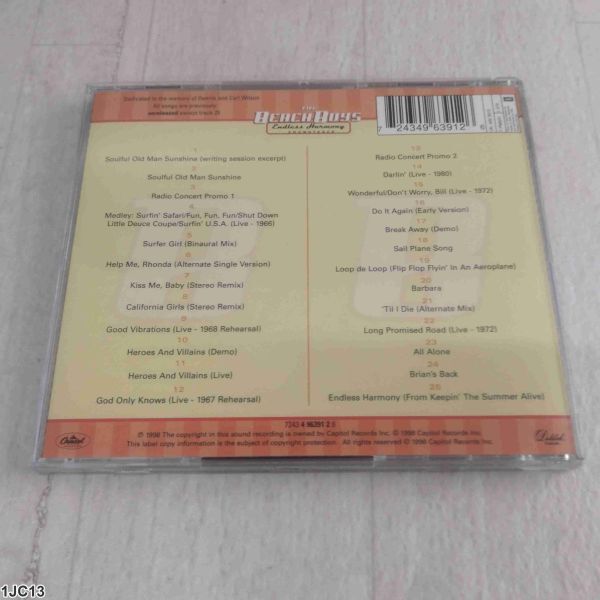 Dedicated to the memory of Dennis and Carl Wilson
All songs are previously
unreleased except track 25
THE
BEACH BOYS
Endless Harmony
SOUNDTRACK
7 24349 63912
1
Soulful Old Man Sunshine (writing session excerpt)
2
Soulful Old Man Sunshine
3
Radio Concert Promo 1
4
Medley: Surfin' Safari/Fun, Fun, Fun/Shut Down
Little Deuce Coupe/Surfin' U.S.A. (Live - 1966)
5
Surfer Girl (Binaural Mix)
6
Help Me, Rhonda (Alternate Single Version)
7
Kiss Me, Baby (Stereo Remix)
8
California Girls (Stereo Remix)
9
Good Vibrations (Live - 1968 Rehearsal)
10
Heroes And Villains (Demo)
11
Heroes And Villains (Live)
12
God Only Knows (Live - 1967 Rehearsal)
13
Radio Concert Promo 2
14
Darlin' (Live - 1980)
15
Wonderful/Don't Worry, Bill (Live - 1972)
16
Do It Again (Early Version)
17
Break Away (Demo)
18
Sail Plane Song
19
Loop de Loop (Flip Flop Flyin' In An Aeroplane)
20
Barbara
21
'Til I Die (Alternate Mix)
22
Long Promised Road (Live - 1972)
23
All Alone
24
Brian's Back
25
Endless Harmony (From Keepin' The Summer Alive)
7243 4 96391 2 6
℗ 1998 The copyright in this sound recording is owned by Capitol Records Inc. © 1998 Capitol Records Inc.
This label copy information is the subject of copyright protection. All rights reserved © 1998 Capitol Records Inc.
Capitol
1JC13